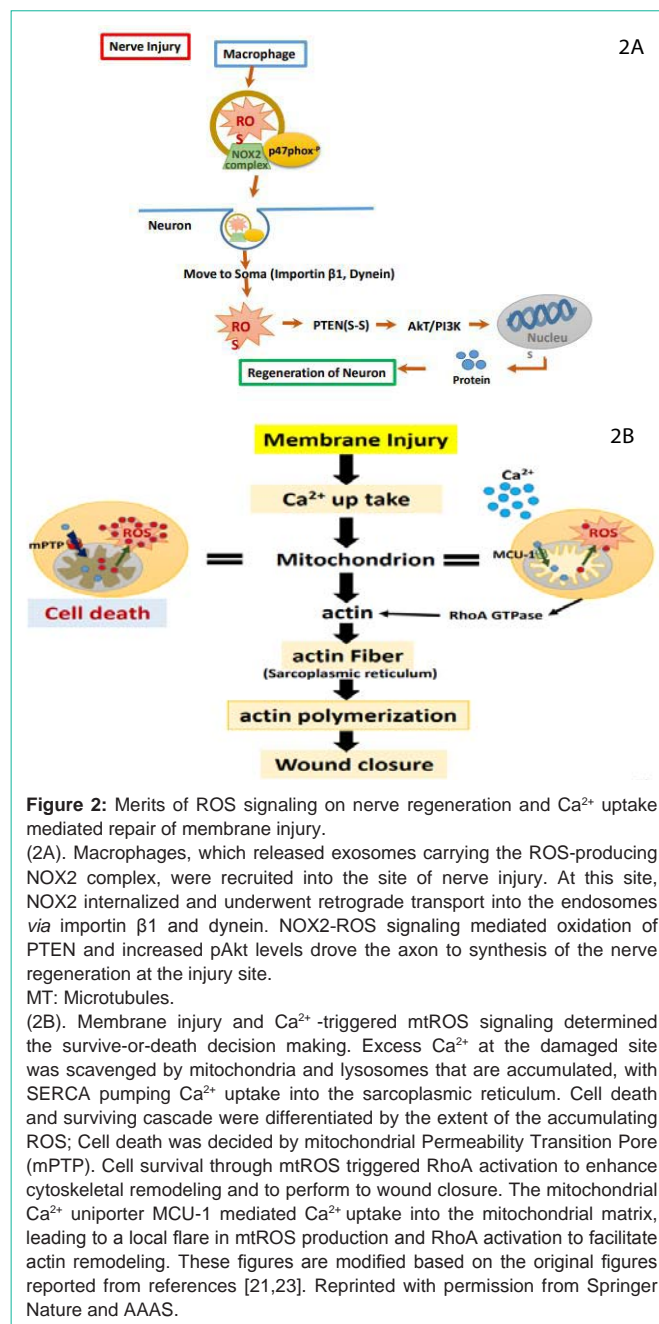 2A
Nerve Injury
Macrophage
RO
S
NOX2
complex
p47phox-P
Neuron
Move to Soma (Importin β1, Dynein)
RO
S
PTEN(S-S)
AkT/PI3K
Nucleu
s
Protein
Regeneration of Neuron
2B
Membrane Injury
Ca²⁺
Ca²⁺ up take
mPTP
ROS
Cell death
=
Mitochondrion
=
MCU-1
ROS
actin
RhoA GTPase
actin Fiber
(Sarcoplasmic reticulum)
actin polymerization
Wound closure
Figure 2: Merits of ROS signaling on nerve regeneration and Ca²⁺ uptake
mediated repair of membrane injury.
(2A). Macrophages, which released exosomes carrying the ROS-producing
NOX2 complex, were recruited into the site of nerve injury. At this site,
NOX2 internalized and underwent retrograde transport into the endosomes
via importin β1 and dynein. NOX2-ROS signaling mediated oxidation of
PTEN and increased pAkt levels drove the axon to synthesis of the nerve
regeneration at the injury site.
MT: Microtubules.
(2B). Membrane injury and Ca²⁺ -triggered mtROS signaling determined
the survive-or-death decision making. Excess Ca²⁺ at the damaged site
was scavenged by mitochondria and lysosomes that are accumulated, with
SERCA pumping Ca²⁺ uptake into the sarcoplasmic reticulum. Cell death
and surviving cascade were differentiated by the extent of the accumulating
ROS; Cell death was decided by mitochondrial Permeability Transition Pore
(mPTP). Cell survival through mtROS triggered RhoA activation to enhance
cytoskeletal remodeling and to perform to wound closure. The mitochondrial
Ca²⁺ uniporter MCU-1 mediated Ca²⁺ uptake into the mitochondrial matrix,
leading to a local flare in mtROS production and RhoA activation to facilitate
actin remodeling. These figures are modified based on the original figures
reported from references [21,23]. Reprinted with permission from Springer
Nature and AAAS.